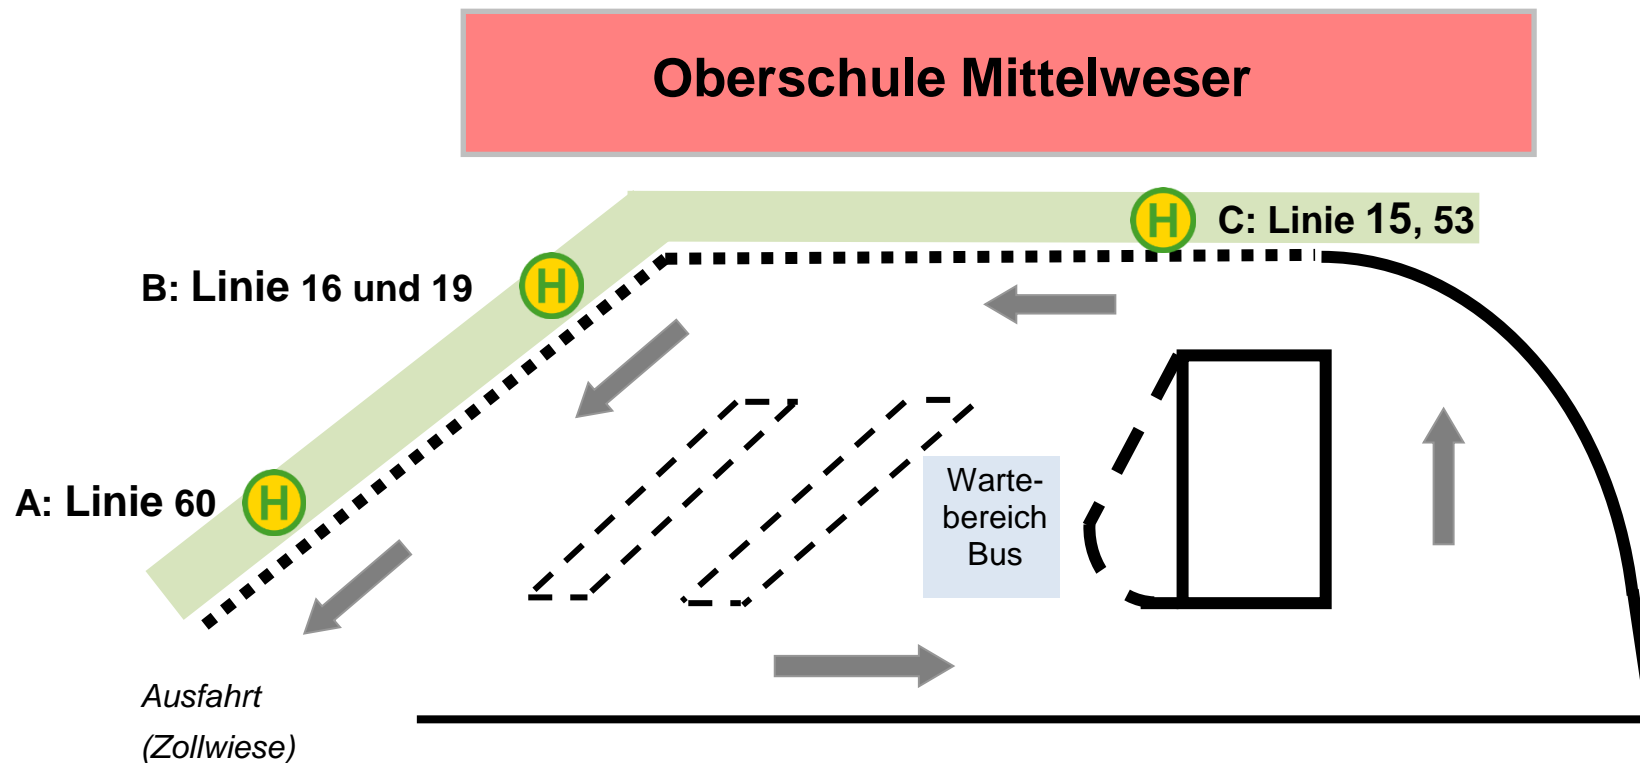 Oberschule Mittelweser
H C: Linie 15, 53
B: Linie 16 und 19 H
A: Linie 60 H
Warte-
bereich
Bus
Ausfahrt
(Zollwiese)